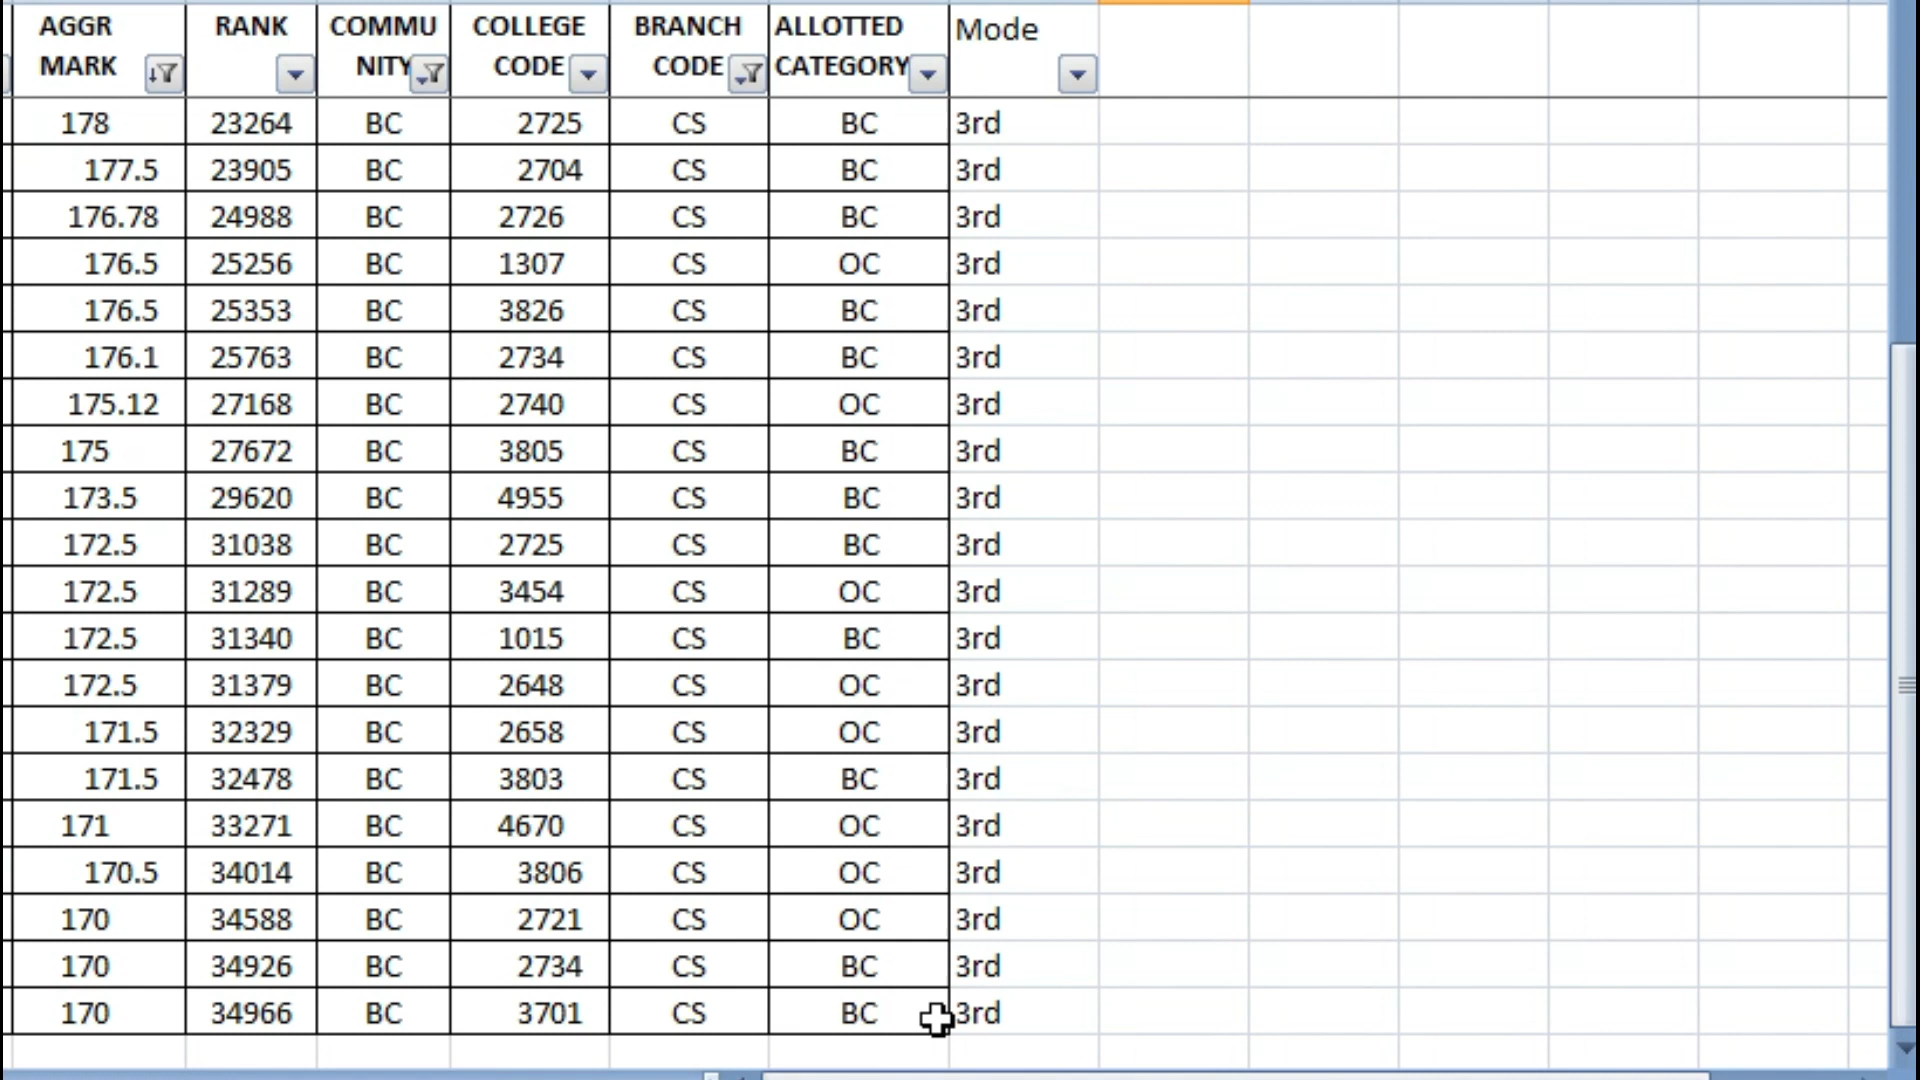 AGGR MARK RANK COMMU NITY COLLEGE CODE BRANCH CODE ALLOTTED CATEGORY Mode
178 23264 BC 2725 CS BC 3rd
177.5 23905 BC 2704 CS BC 3rd
176.78 24988 BC 2726 CS BC 3rd
176.5 25256 BC 1307 CS OC 3rd
176.5 25353 BC 3826 CS BC 3rd
176.1 25763 BC 2734 CS BC 3rd
175.12 27168 BC 2740 CS OC 3rd
175 27672 BC 3805 CS BC 3rd
173.5 29620 BC 4955 CS BC 3rd
172.5 31038 BC 2725 CS BC 3rd
172.5 31289 BC 3454 CS OC 3rd
172.5 31340 BC 1015 CS BC 3rd
172.5 31379 BC 2648 CS OC 3rd
171.5 32329 BC 2658 CS OC 3rd
171.5 32478 BC 3803 CS BC 3rd
171 33271 BC 4670 CS OC 3rd
170.5 34014 BC 3806 CS OC 3rd
170 34588 BC 2721 CS OC 3rd
170 34926 BC 2734 CS BC 3rd
170 34966 BC 3701 CS BC 3rd